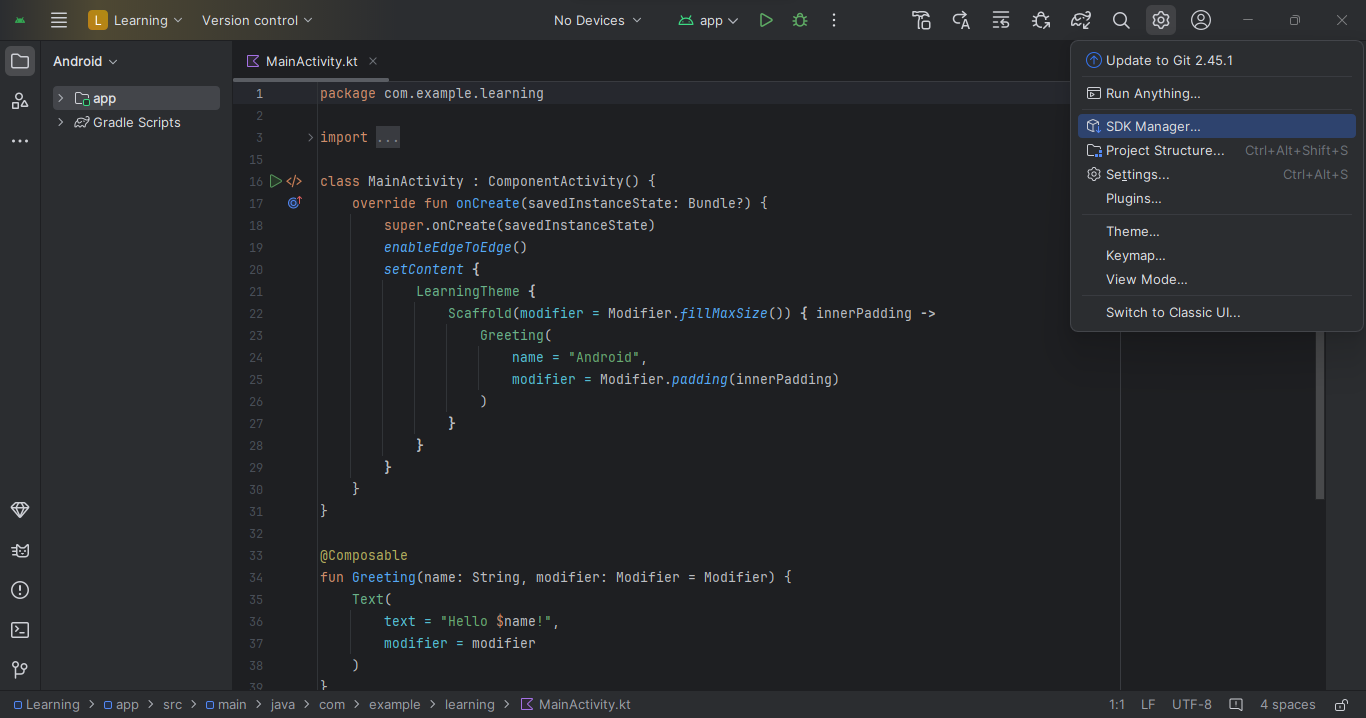 L Learning Version control No Devices app
Android
MainActivity.kt
app
Gradle Scripts
1 package com.example.learning
2
3 import ...
15
16 class MainActivity : ComponentActivity() {
17 override fun onCreate(savedInstanceState: Bundle?) {
18 super.onCreate(savedInstanceState)
19 enableEdgeToEdge()
20 setContent {
21 LearningTheme {
22 Scaffold(modifier = Modifier.fillMaxSize()) { innerPadding ->
23 Greeting(
24 name = "Android",
25 modifier = Modifier.padding(innerPadding)
26 )
27 }
28 }
29 }
30 }
31 }
32
33 @Composable
34 fun Greeting(name: String, modifier: Modifier = Modifier) {
35 Text(
36 text = "Hello $name!",
37 modifier = modifier
38 )
39 }
Update to Git 2.45.1
Run Anything...
SDK Manager...
Project Structure... Ctrl+Alt+Shift+S
Settings... Ctrl+Alt+S
Plugins...
Theme...
Keymap...
View Mode...
Switch to Classic UI...
Learning > app > src > main > java > com > example > learning > MainActivity.kt 1:1 LF UTF-8 4 spaces